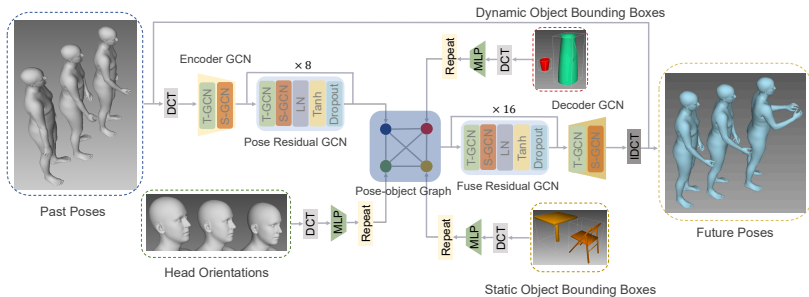 Dynamic Object Bounding Boxes
Encoder GCN
× 8
DCT
T-GCN
S-GCN
T-GCN
S-GCN
LN
Tanh
Dropout
Pose Residual GCN
Repeat
MLP
DCT
× 16
Decoder GCN
T-GCN
S-GCN
LN
Tanh
Dropout
T-GCN
S-GCN
IDCT
Pose-object Graph
Fuse Residual GCN
Past Poses
DCT
MLP
Repeat
Repeat
MLP
DCT
Future Poses
Head Orientations
Static Object Bounding Boxes